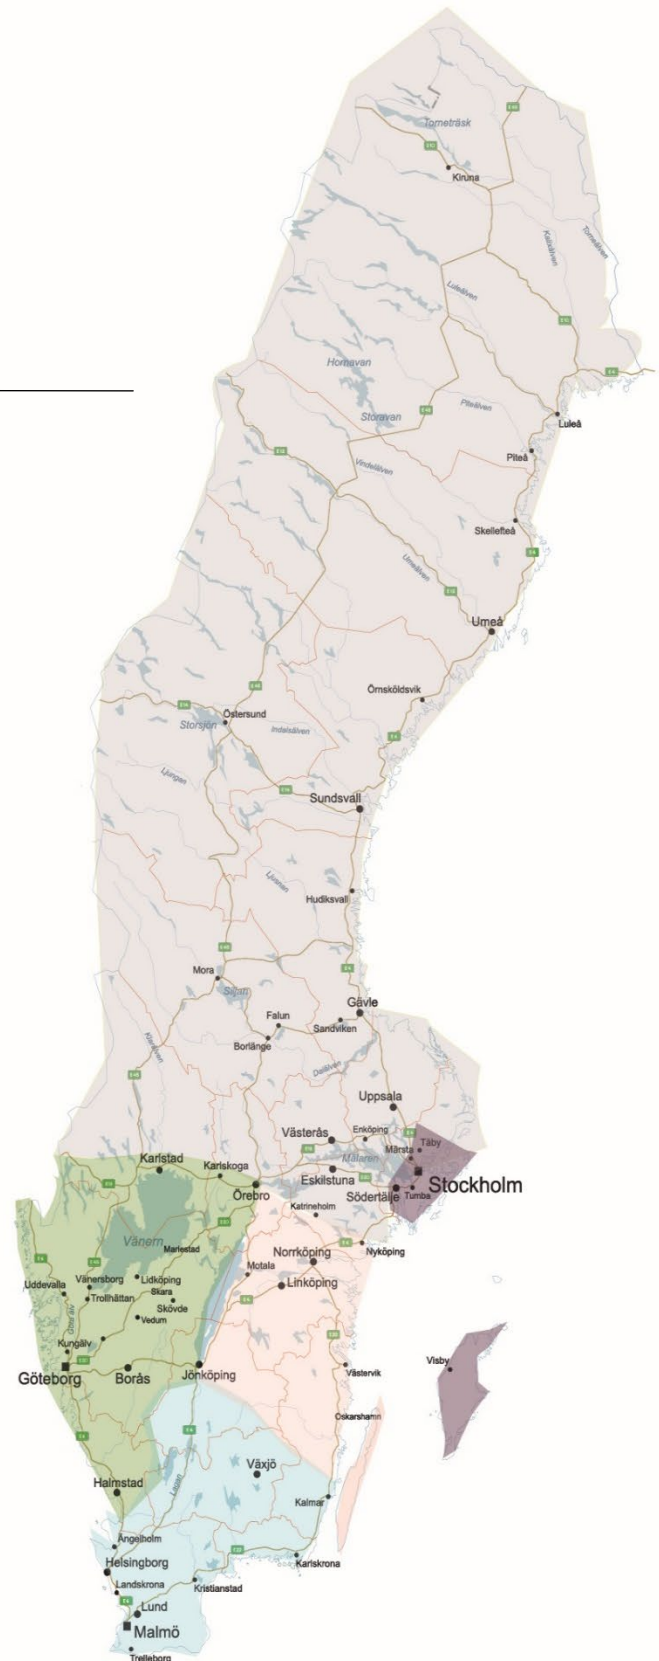 Torneträsk
Kiruna
Kalixälven
Torneälven
Luleälven
Hornavan
Storavan
Piteälven
Luleå
Piteå
Vindelälven
Skellefteå
Umeälven
Umeå
Örnsköldsvik
Östersund
Storsjön
Indalsälven
Ljungan
Sundsvall
Ljusnan
Hudiksvall
Mora
Siljan
Gävle
Falun
Sandviken
Borlänge
Klarälven
Dalälven
Uppsala
Västerås
Enköping
Täby
Mälaren
Märsta
Karlstad
Karlskoga
Eskilstuna
Stockholm
Örebro
Södertälje
Tumba
Katrineholm
Vänern
Mariestad
Nyköping
Norrköping
Motala
Linköping
Uddevalla
Vänersborg
Lidköping
Trollhättan
Skara
Skövde
Göta älv
Vedum
Kungälv
Göteborg
Borås
Jönköping
Västervik
Visby
Oskarshamn
Halmstad
Växjö
Lagan
Kalmar
Ängelholm
Helsingborg
Karlskrona
Landskrona
Kristianstad
Lund
Malmö
Trelleborg